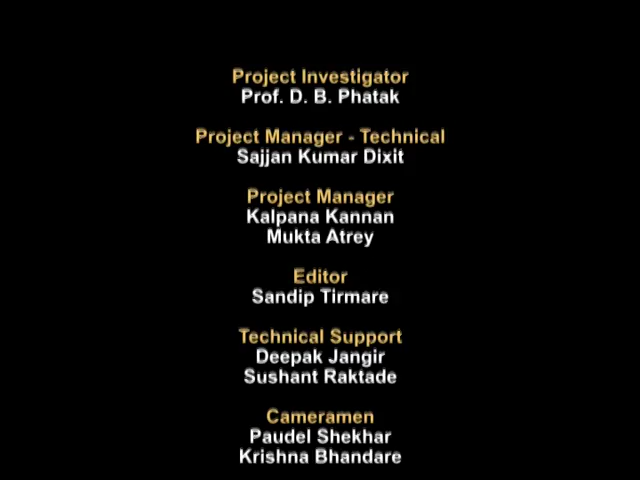 Project Investigator
Prof. D. B. Phatak
Project Manager - Technical
Sajjan Kumar Dixit
Project Manager
Kalpana Kannan
Mukta Atrey
Editor
Sandip Tirmare
Technical Support
Deepak Jangir
Sushant Raktade
Cameramen
Paudel Shekhar
Krishna Bhandare